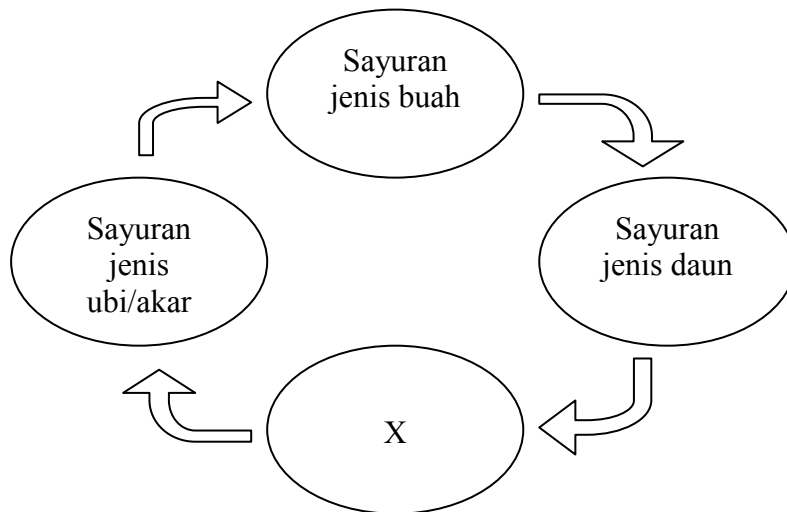 Sayuran
jenis buah
Sayuran
jenis daun
X
Sayuran
jenis
ubi/akar